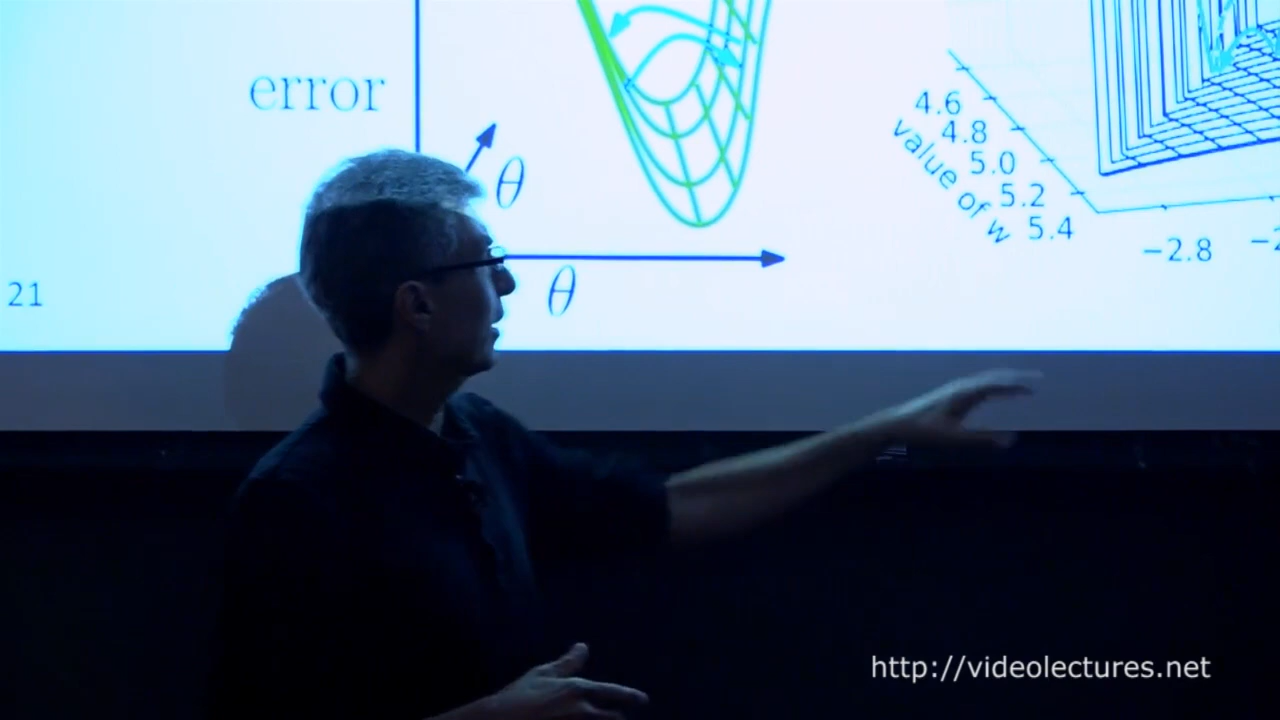 error
θ
θ
21
4.6
4.8
5.0
5.2
5.4
value of w
−2.8
http://videolectures.net